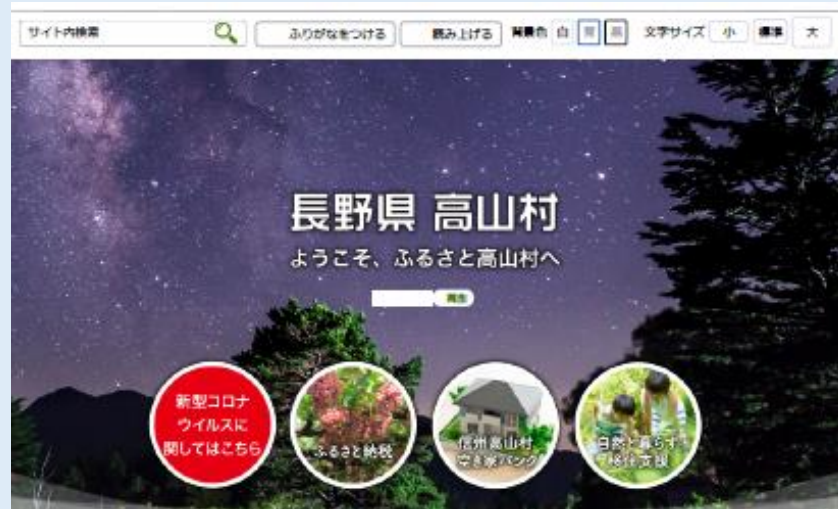 サイト内検索
ふりがなをつける 読み上げる 背景色 白 青 黒 文字サイズ 小 標準 大
長野県 高山村
ようこそ、ふるさと高山村へ
再生
新型コロナ
ウイルスに
関してはこちら
ふるさと納税
信州高山村
空き家バンク
自然と暮らす
移住支援